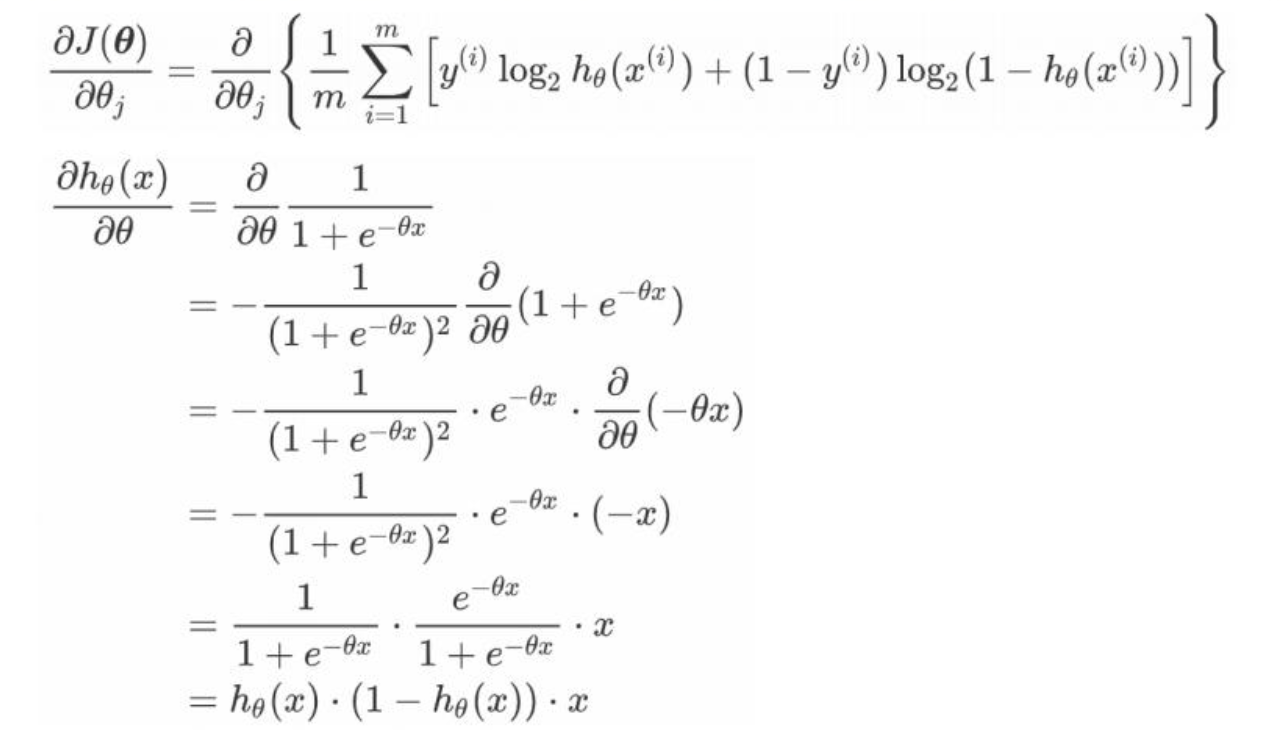 ∂J(θ)/∂θ_j = ∂/∂θ_j { 1/m ∑_{i=1}^{m} [ y^{(i)} log_2 h_θ(x^{(i)}) + (1 − y^{(i)}) log_2(1 − h_θ(x^{(i)})) ] }
∂h_θ(x)/∂θ = ∂/∂θ 1/(1 + e^{−θx})
= − 1/(1 + e^{−θx})^2 ∂/∂θ (1 + e^{−θx})
= − 1/(1 + e^{−θx})^2 · e^{−θx} · ∂/∂θ (−θx)
= − 1/(1 + e^{−θx})^2 · e^{−θx} · (−x)
= 1/(1 + e^{−θx}) · e^{−θx}/(1 + e^{−θx}) · x
= h_θ(x) · (1 − h_θ(x)) · x